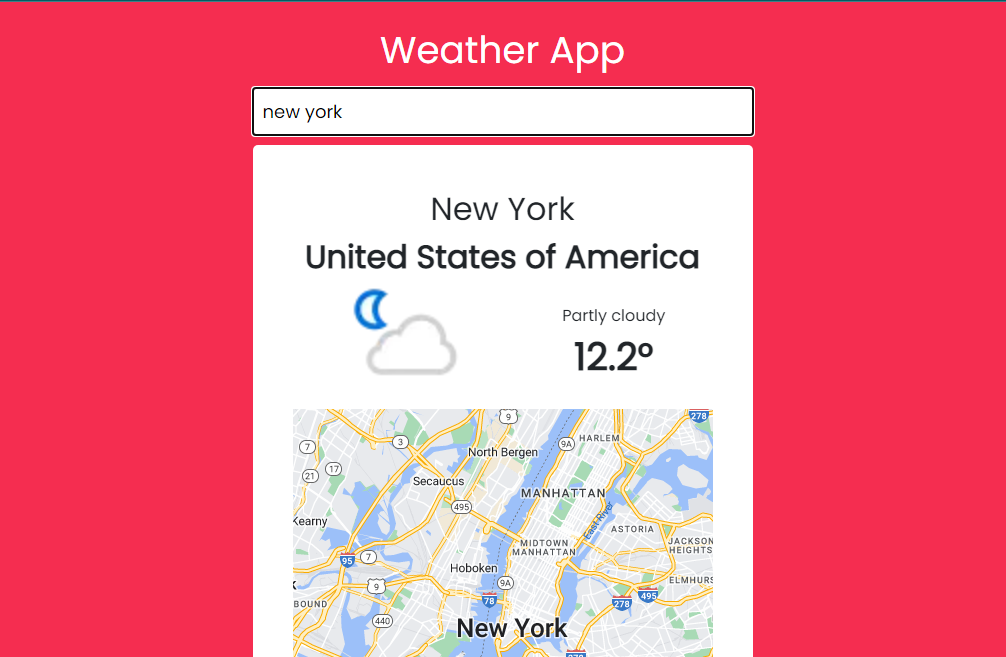 Weather App
new york
New York
United States of America
Partly cloudy
12.2°
9
278
7
3
9A
HARLEM
North Bergen
21
17
Secaucus
MANHATTAN
495
Kearny
East River
ASTORIA
MIDTOWN
MANHATTAN
JACKSON
HEIGHTS
95
7
Hoboken
9
9A
ELMHURS
495
78
278
BOUND
440
New York